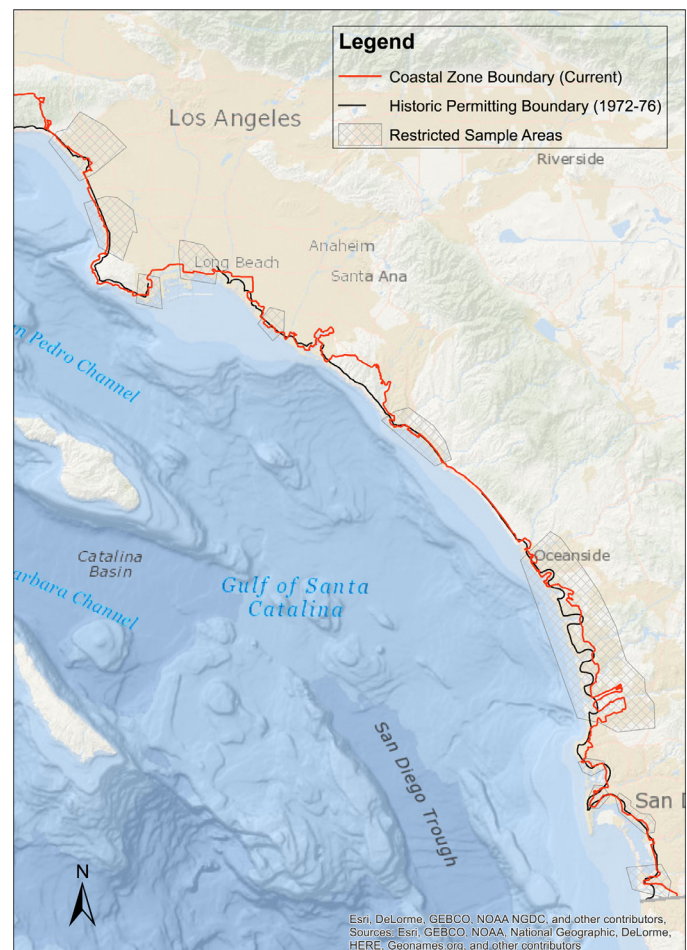 Legend
Coastal Zone Boundary (Current)
Historic Permitting Boundary (1972-76)
Restricted Sample Areas
Los Angeles
Riverside
Anaheim
Long Beach
Santa Ana
n Pedro Channel
Oceanside
Catalina
Basin
Gulf of Santa
Catalina
arbara Channel
San Diego Trough
San D
N
Esri, DeLorme, GEBCO, NOAA NGDC, and other contributors,
Sources: Esri, GEBCO, NOAA, National Geographic, DeLorme,
HERE, Geonames.org, and other contributors